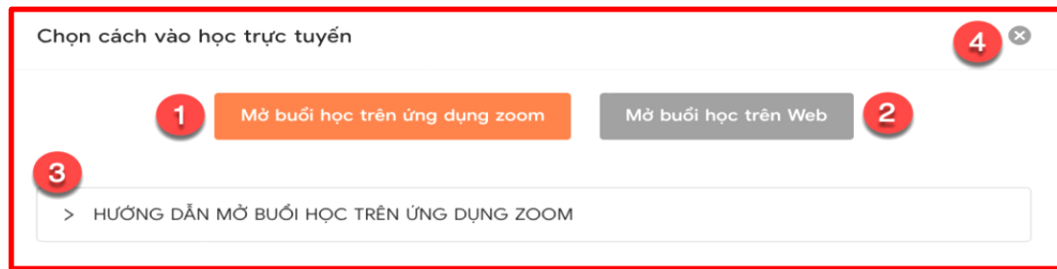 Chọn cách vào học trực tuyến
4
1
Mở buổi học trên ứng dụng zoom
Mở buổi học trên Web
2
3
> HƯỚNG DẪN MỞ BUỔI HỌC TRÊN ỨNG DỤNG ZOOM